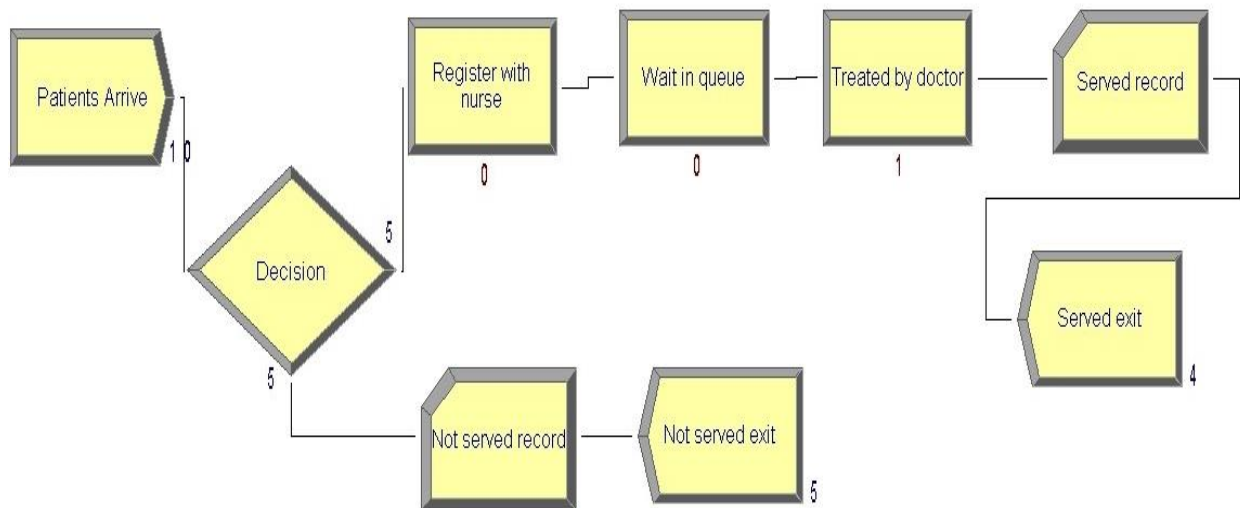 Patients Arrive
1 0
Decision
5
5
Register with
nurse
0
Wait in queue
0
Treated by doctor
1
Served record
Served exit
4
Not served record
Not served exit
5